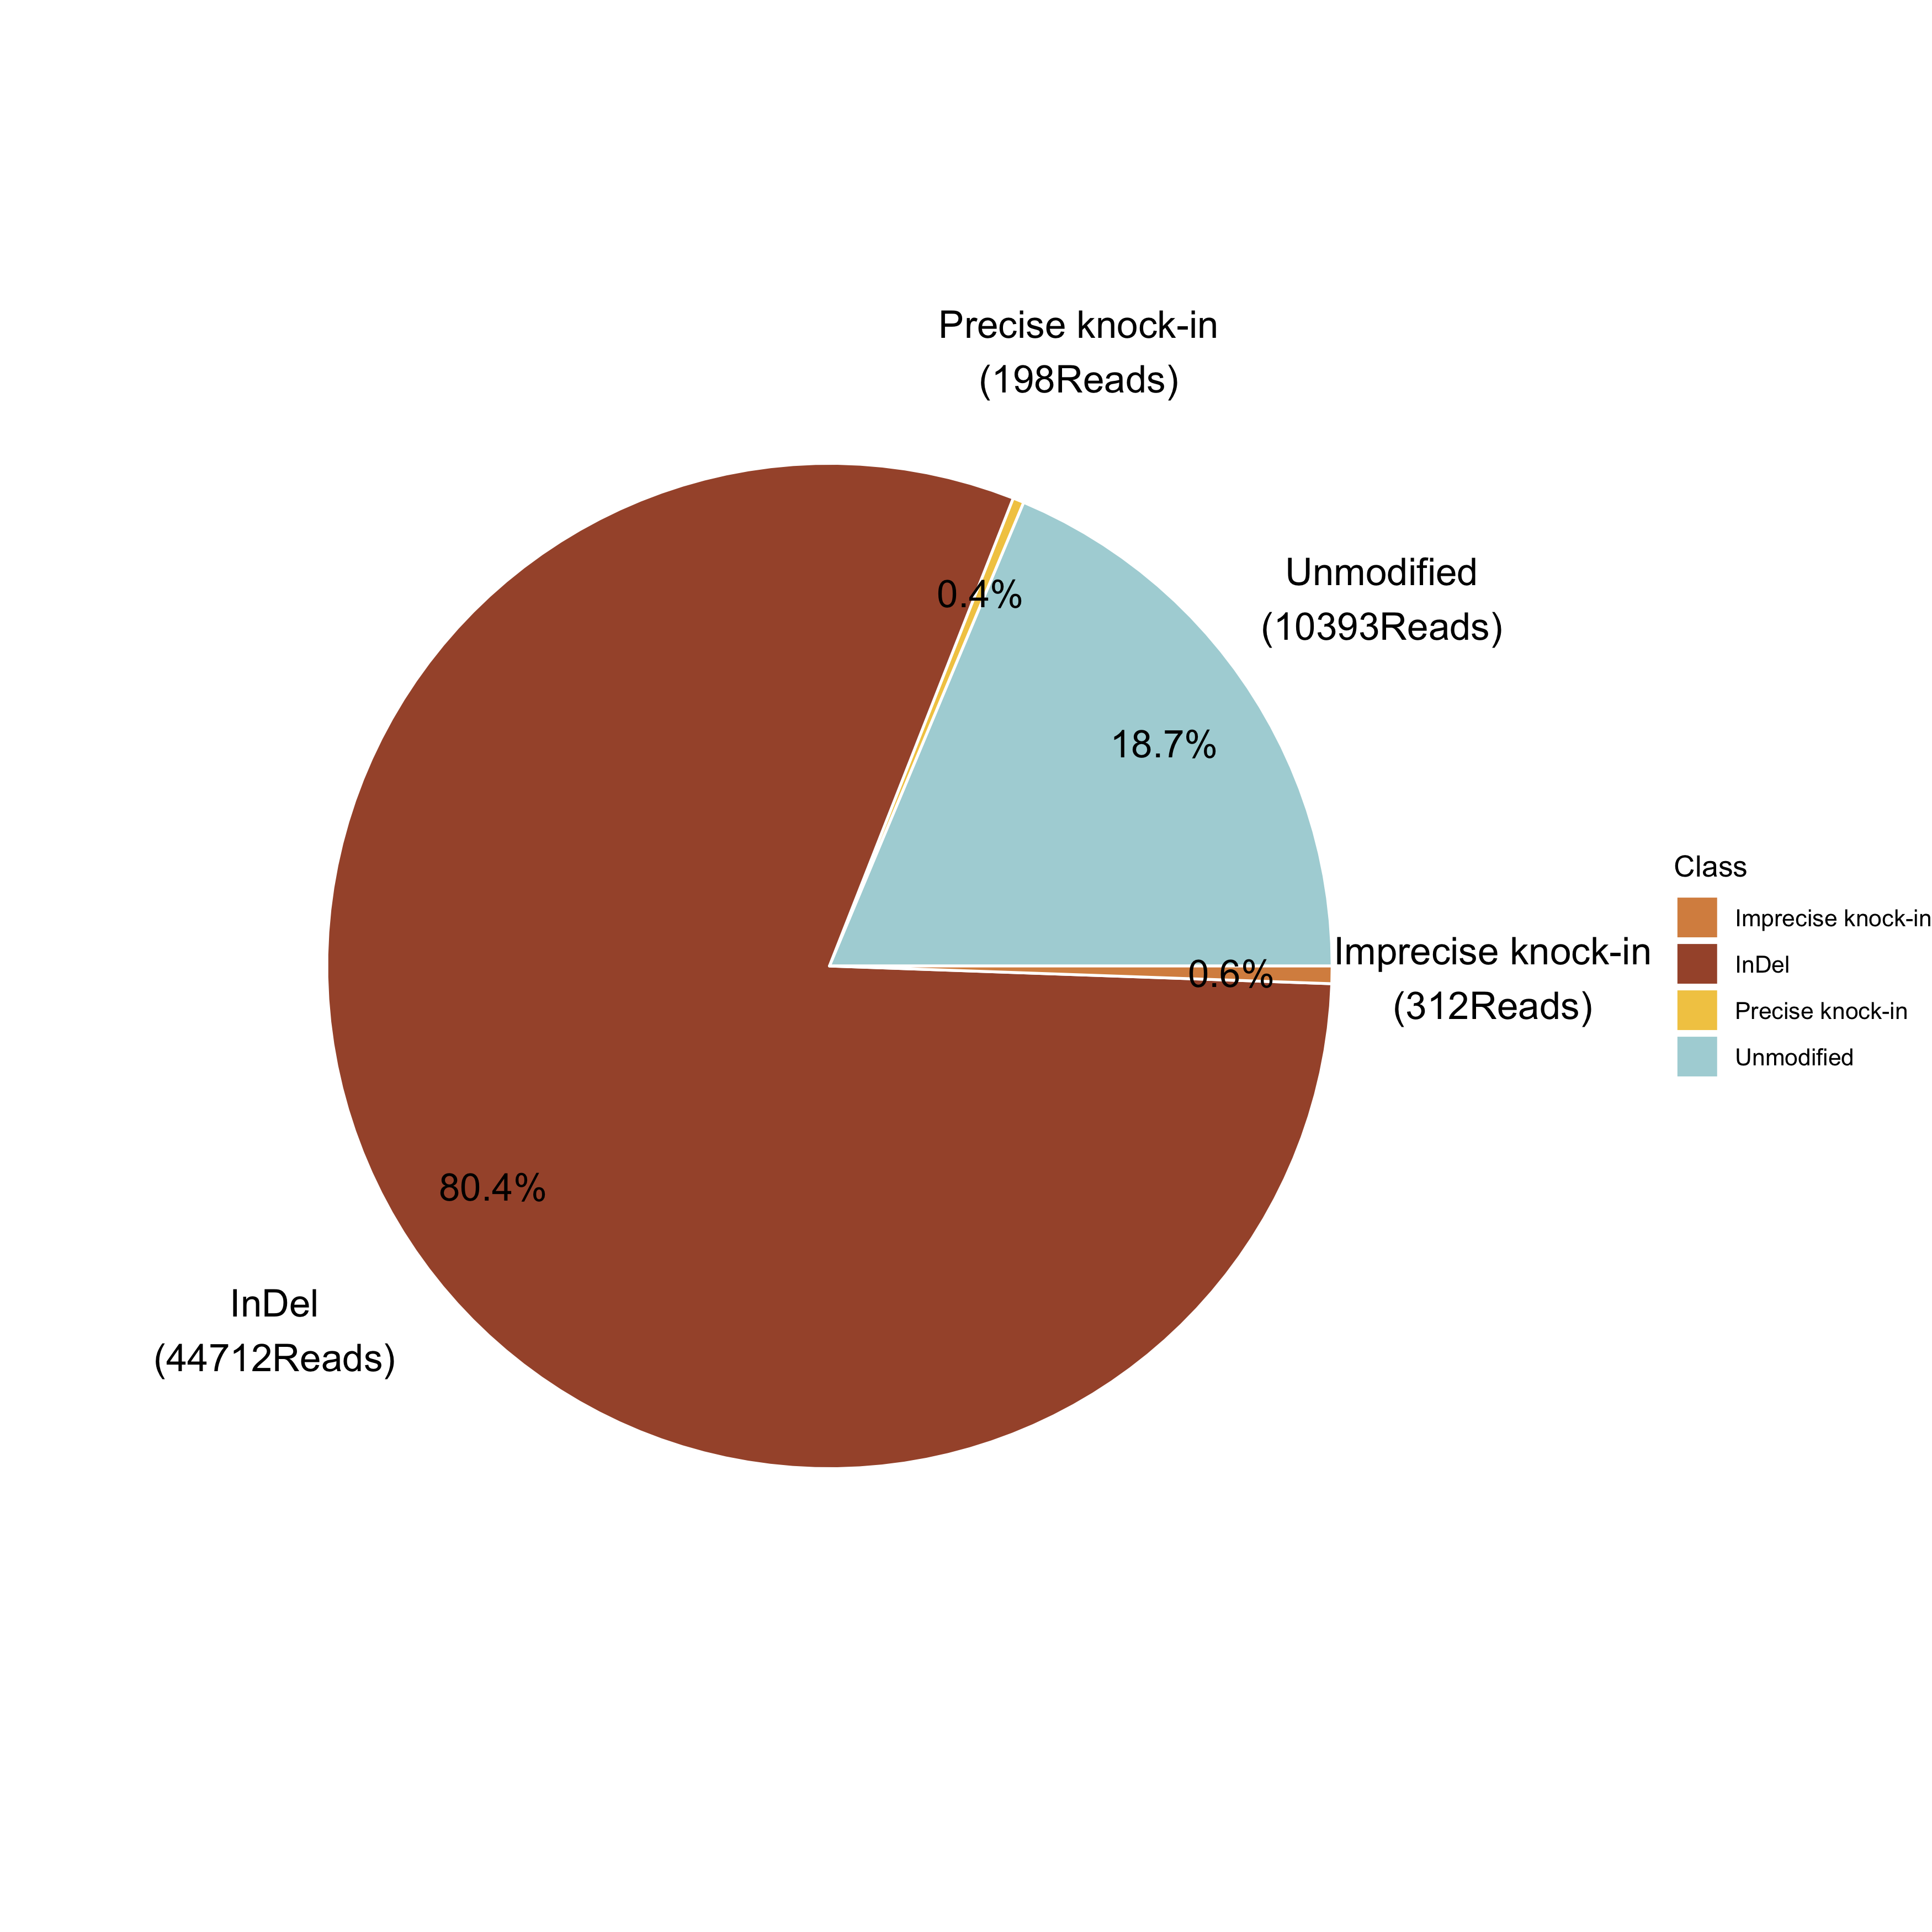 Precise knock-in
(198Reads)
Unmodified
(10393Reads)
0.4%
18.7%
Imprecise knock-in
(312Reads)
0.6%
80.4%
InDel
(44712Reads)
Class
Imprecise knock-in
InDel
Precise knock-in
Unmodified